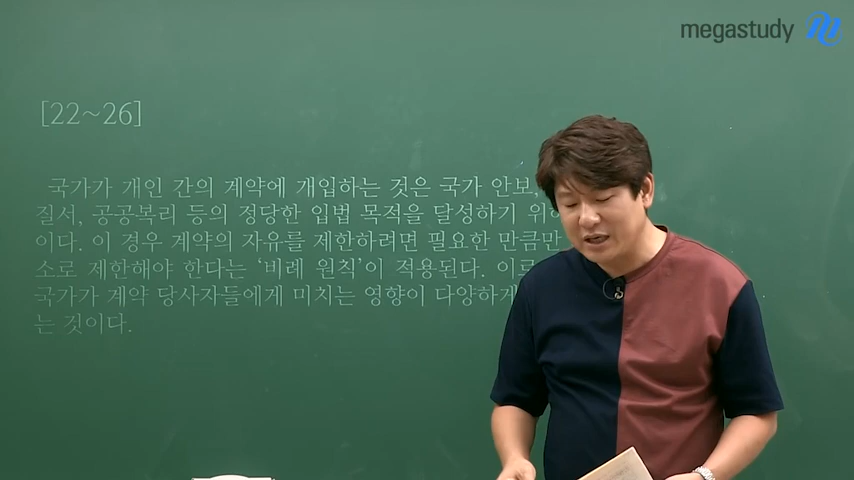 megastudy
[22~26]
국가가 개인 간의 계약에 개입하는 것은 국가 안보,
질서, 공공복리 등의 정당한 입법 목적을 달성하기
이다. 이 경우 계약의 자유를 제한하려면 필요한 만큼만
소로 제한해야 한다는 ‘비례 원칙’이 적용된다.
국가가 계약 당사자들에게 미치는 영향이 다양하게
는 것이다.